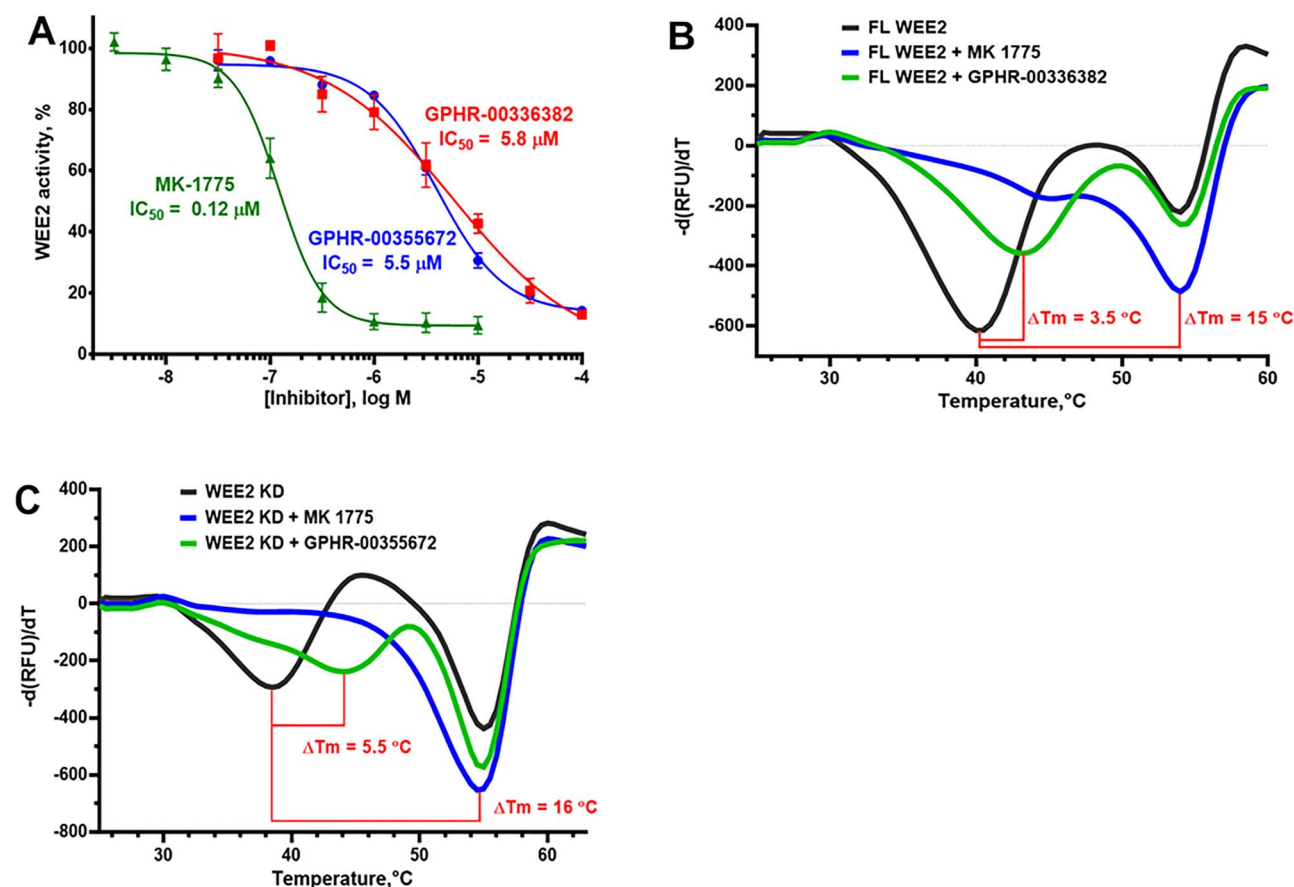 A
WEE2 activity, %
100
80
60
40
20
0
GPHR-00336382
IC50 = 5.8 μM
MK-1775
IC50 = 0.12 μM
GPHR-00355672
IC50 = 5.5 μM
-8 -7 -6 -5 -4
[Inhibitor], log M
B
-d(RFU)/dT
400
200
0
-200
-400
-600
FL WEE2
FL WEE2 + MK 1775
FL WEE2 + GPHR-00336382
ΔTm = 3.5 °C
ΔTm = 15 °C
30 40 50 60
Temperature,°C
C
-d(RFU)/dT
400
200
0
-200
-400
-600
-800
WEE2 KD
WEE2 KD + MK 1775
WEE2 KD + GPHR-00355672
ΔTm = 5.5 °C
ΔTm = 16 °C
30 40 50 60
Temperature,°C